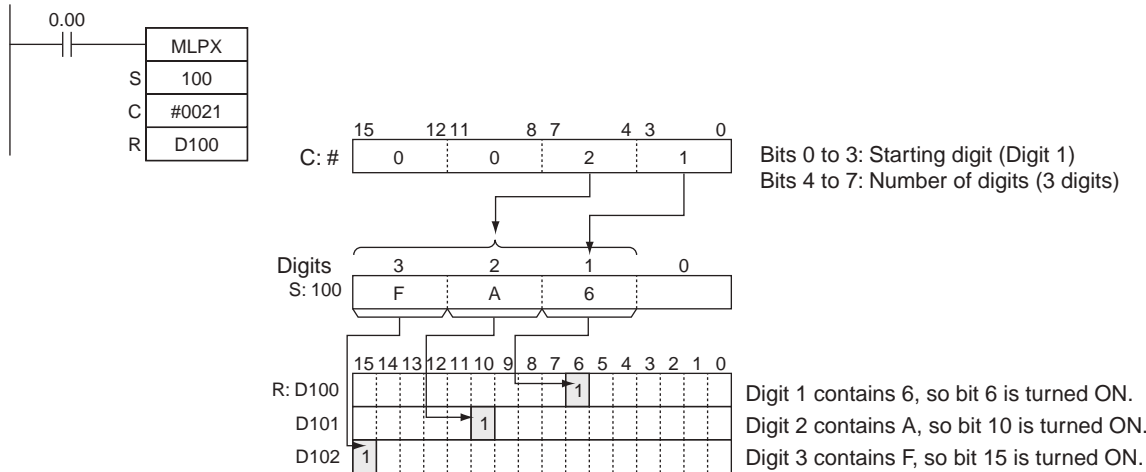 0.00
MLPX
S 100
C #0021
R D100
15 12 11 8 7 4 3 0
C: # 0 0 2 1
Bits 0 to 3: Starting digit (Digit 1)
Bits 4 to 7: Number of digits (3 digits)
Digits 3 2 1 0
S: 100 F A 6
15 14 13 12 11 10 9 8 7 6 5 4 3 2 1 0
R: D100 1 Digit 1 contains 6, so bit 6 is turned ON.
D101 1 Digit 2 contains A, so bit 10 is turned ON.
D102 1 Digit 3 contains F, so bit 15 is turned ON.